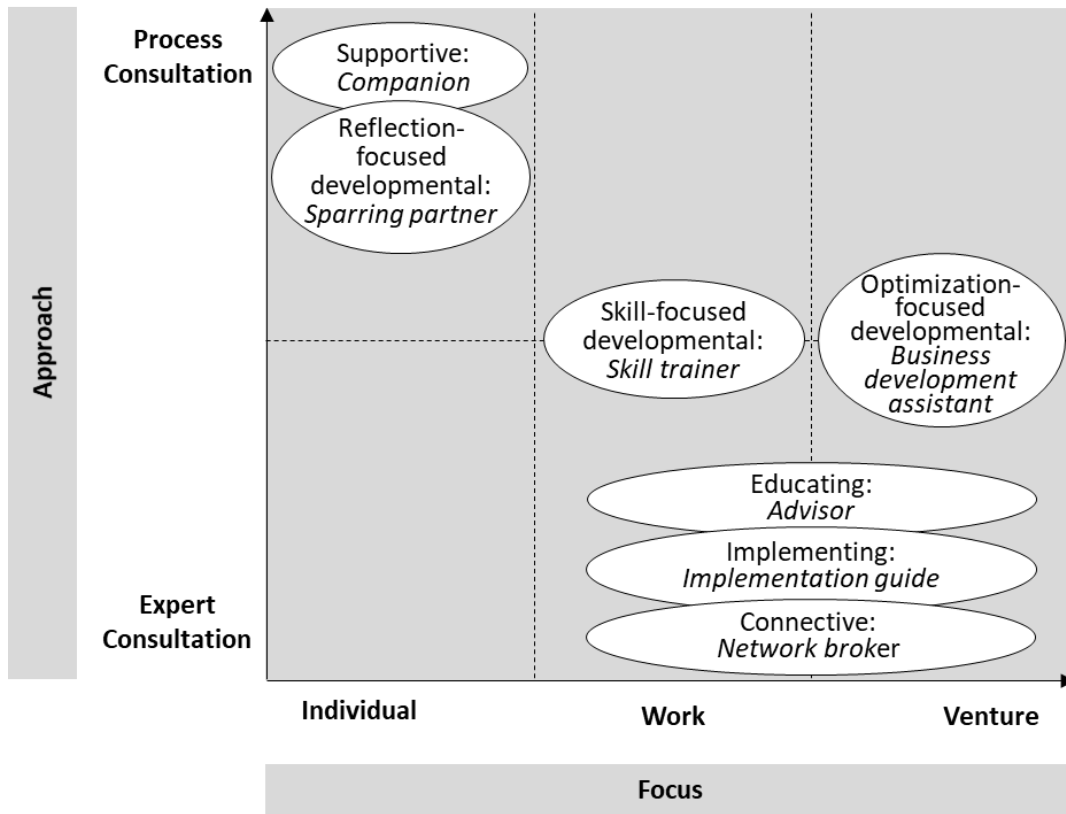 Process
Consultation
Supportive:
Companion
Reflection-
focused
developmental:
Sparring partner
Optimization-
focused
developmental:
Business
development
assistant
Skill-focused
developmental:
Skill trainer
Approach
Educating:
Advisor
Implementing:
Implementation guide
Expert
Consultation
Connective:
Network broker
Individual
Work
Venture
Focus